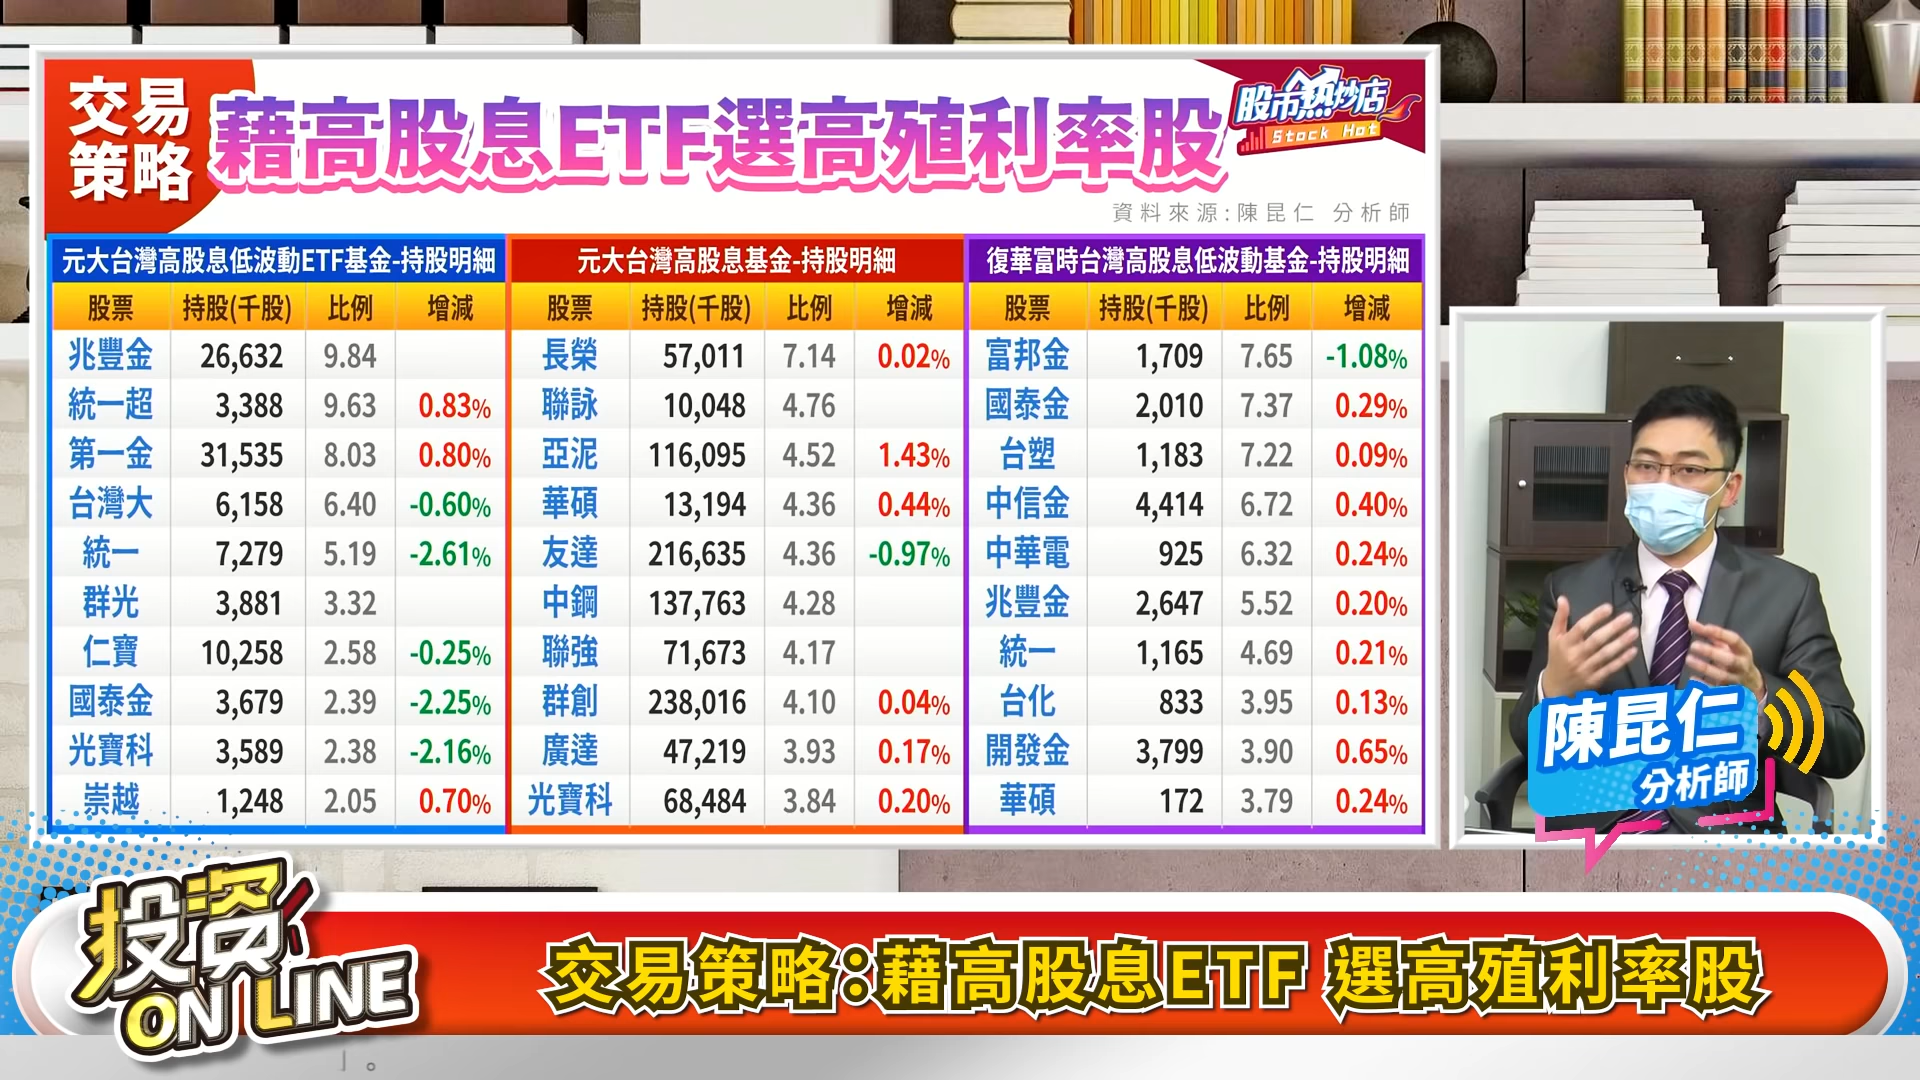 交易
策略
藉高股息ETF選高殖利率股
股市熱炒店
Stock Hot
資料來源:陳昆仁 分析師
元大台灣高股息低波動ETF基金-持股明細
股票 持股(千股) 比例 增減
兆豐金 26,632 9.84
統一超 3,388 9.63 0.83%
第一金 31,535 8.03 0.80%
台灣大 6,158 6.40 -0.60%
統一 7,279 5.19 -2.61%
群光 3,881 3.32
仁寶 10,258 2.58 -0.25%
國泰金 3,679 2.39 -2.25%
光寶科 3,589 2.38 -2.16%
崇越 1,248 2.05 0.70%
元大台灣高股息基金-持股明細
股票 持股(千股) 比例 增減
長榮 57,011 7.14 0.02%
聯詠 10,048 4.76
亞泥 116,095 4.52 1.43%
華碩 13,194 4.36 0.44%
友達 216,635 4.36 -0.97%
中鋼 137,763 4.28
聯強 71,673 4.17
群創 238,016 4.10 0.04%
廣達 47,219 3.93 0.17%
光寶科 68,484 3.84 0.20%
復華富時台灣高股息低波動基金-持股明細
股票 持股(千股) 比例 增減
富邦金 1,709 7.65 -1.08%
國泰金 2,010 7.37 0.29%
台塑 1,183 7.22 0.09%
中信金 4,414 6.72 0.40%
中華電 925 6.32 0.24%
兆豐金 2,647 5.52 0.20%
統一 1,165 4.69 0.21%
台化 833 3.95 0.13%
開發金 3,799 3.90 0.65%
華碩 172 3.79 0.24%
陳昆仁
分析師
投資
ON LINE
交易策略:藉高股息ETF 選高殖利率股
」。